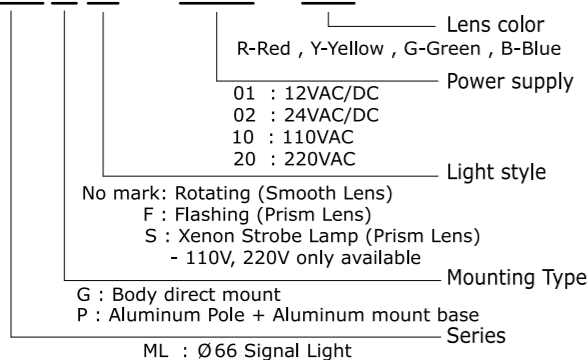 Lens color
R-Red , Y-Yellow , G-Green , B-Blue
Power supply
01 : 12VAC/DC
02 : 24VAC/DC
10 : 110VAC
20 : 220VAC
Light style
No mark: Rotating (Smooth Lens)
F : Flashing (Prism Lens)
S : Xenon Strobe Lamp (Prism Lens)
- 110V, 220V only available
Mounting Type
G : Body direct mount
P : Aluminum Pole + Aluminum mount base
Series
ML : Ø66 Signal Light